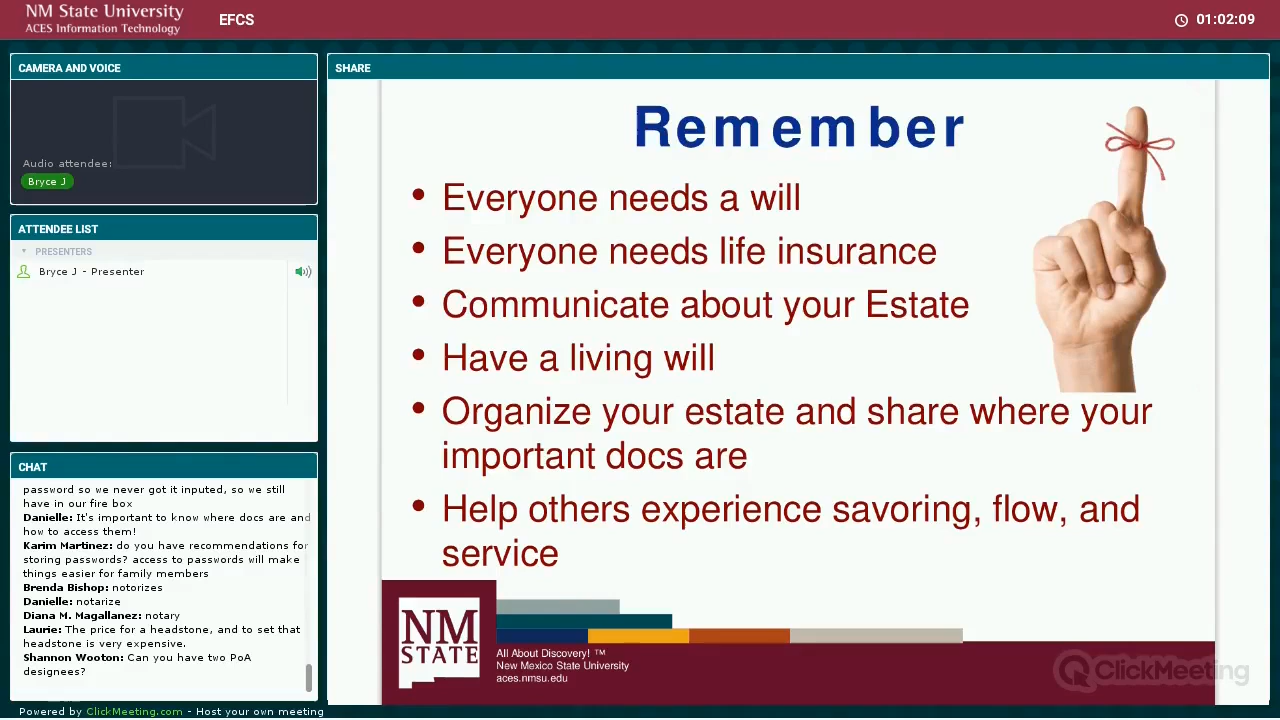 NM State University
ACES Information Technology
EFCS
01:02:09
CAMERA AND VOICE
Audio attendee:
Bryce J
ATTENDEE LIST
PRESENTERS
Bryce J - Presenter
CHAT
password so we never got it inputed, so we still
have in our fire box
Danielle: It's important to know where docs are and
how to access them!
Karim Martinez: do you have recommendations for
storing passwords? access to passwords will make
things easier for family members
Brenda Bishop: notorizes
Danielle: notarize
Diana M. Magallanez: notary
Laurie: The price for a headstone, and to set that
headstone is very expensive.
Shannon Wooton: Can you have two PoA
designees?
Powered by ClickMeeting.com - Host your own meeting
SHARE
Remember
• Everyone needs a will
• Everyone needs life insurance
• Communicate about your Estate
• Have a living will
• Organize your estate and share where your
important docs are
• Help others experience savoring, flow, and
service
NM
STATE
All About Discovery! ™
New Mexico State University
aces.nmsu.edu
ClickMeeting